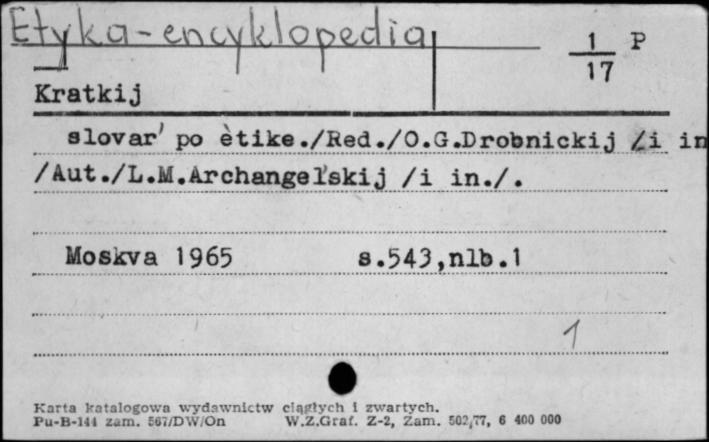 Etyka-encyklopedia
1 P
17
Kratkij
slovar' po ètike./Red./O.G.Drobnickij /i in
/Aut./L.M.Archangel'skij /i in./.
Moskva 1965 s.543,nlb.1
1
Karta katalogowa wydawnictw ciągłych i zwartych.
Pu-B-144 zam. 567/DW/On W.Z.Graf. Z-2, Zam. 502/77, 6 400 000